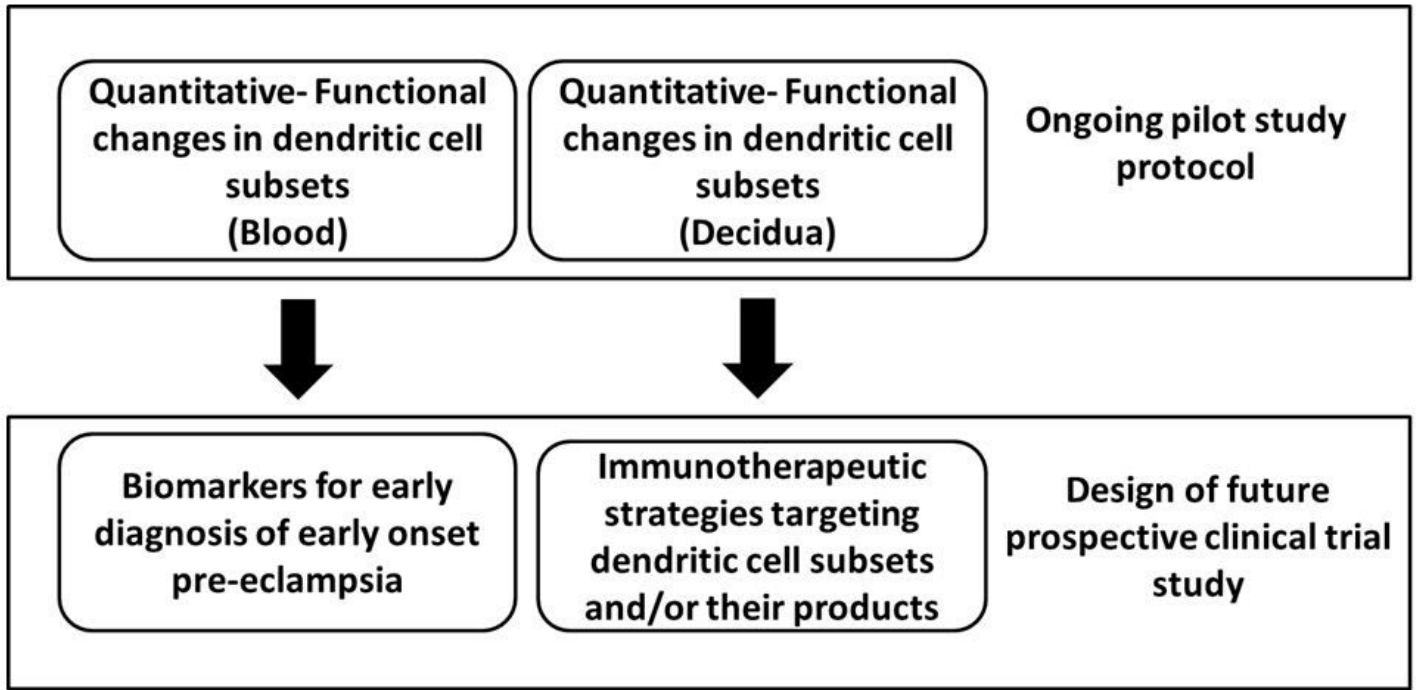 Quantitative- Functional
changes in dendritic cell
subsets
(Blood)
Quantitative- Functional
changes in dendritic cell
subsets
(Decidua)
Ongoing pilot study
protocol
Biomarkers for early
diagnosis of early onset
pre-eclampsia
Immunotherapeutic
strategies targeting
dendritic cell subsets
and/or their products
Design of future
prospective clinical trial
study